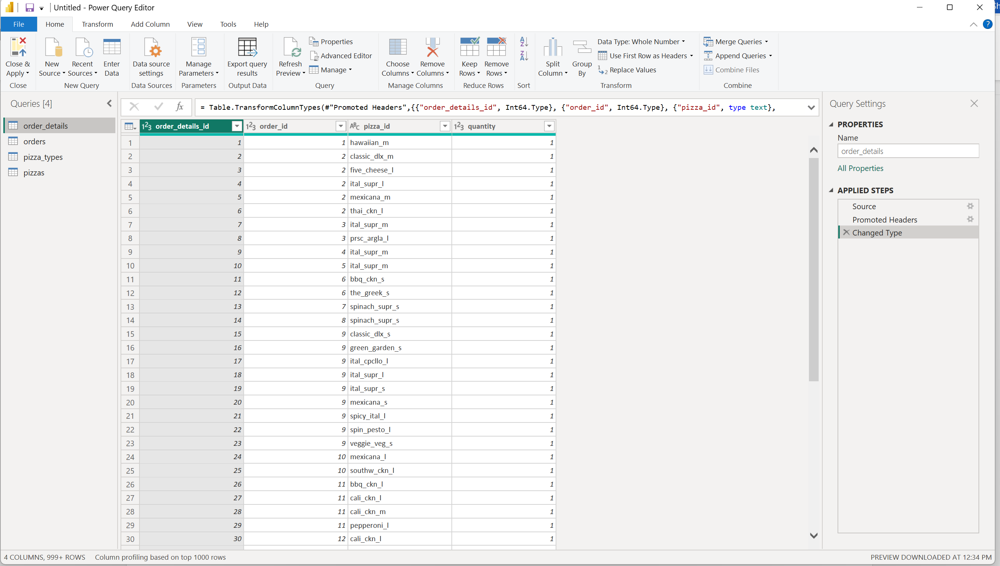 Untitled - Power Query Editor
File Home Transform Add Column View Tools Help
Close & Apply
New Source
Recent Sources
Enter Data
Data source settings
Manage Parameters
Export query results
Refresh Preview
Properties
Advanced Editor
Manage
Choose Columns
Remove Columns
Keep Rows
Remove Rows
Split Column
Group By
Data Type: Whole Number
Use First Row as Headers
Replace Values
Merge Queries
Append Queries
Combine Files
Close New Query Data Sources Parameters Output Data Query Manage Columns Reduce Rows Sort Transform Combine
Queries [4]
order_details
orders
pizza_types
pizzas
fx = Table.TransformColumnTypes(#"Promoted Headers",{{"order_details_id", Int64.Type}, {"order_id", Int64.Type}, {"pizza_id", type text},
123 order_details_id 123 order_id ABC pizza_id 123 quantity
1 1 1 hawaiian_m 1
2 2 2 classic_dlx_m 1
3 3 2 five_cheese_l 1
4 4 2 ital_supr_l 1
5 5 2 mexicana_m 1
6 6 2 thai_ckn_l 1
7 7 3 ital_supr_m 1
8 8 3 prsc_argla_l 1
9 9 4 ital_supr_m 1
10 10 5 ital_supr_m 1
11 11 6 bbq_ckn_s 1
12 12 6 the_greek_s 1
13 13 7 spinach_supr_s 1
14 14 8 spinach_supr_s 1
15 15 9 classic_dlx_s 1
16 16 9 green_garden_s 1
17 17 9 ital_cpcllo_l 1
18 18 9 ital_supr_l 1
19 19 9 ital_supr_s 1
20 20 9 mexicana_s 1
21 21 9 spicy_ital_l 1
22 22 9 spin_pesto_l 1
23 23 9 veggie_veg_s 1
24 24 10 mexicana_l 1
25 25 10 southw_ckn_l 1
26 26 11 bbq_ckn_l 1
27 27 11 cali_ckn_l 1
28 28 11 cali_ckn_m 1
29 29 11 pepperoni_l 1
30 30 12 cali_ckn_l 1
Query Settings
PROPERTIES
Name
order_details
All Properties
APPLIED STEPS
Source
Promoted Headers
Changed Type
4 COLUMNS, 999+ ROWS Column profiling based on top 1000 rows
PREVIEW DOWNLOADED AT 12:34 PM